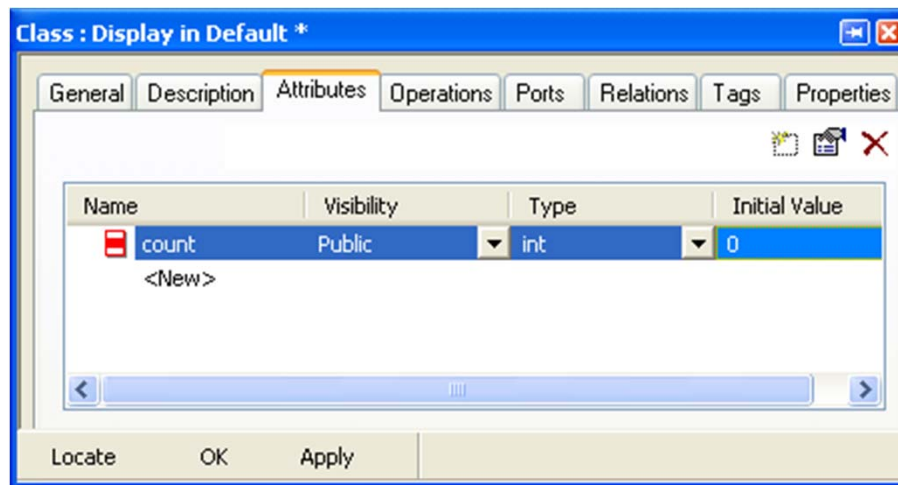 Class : Display in Default *
General Description Attributes Operations Ports Relations Tags Properties
Name Visibility Type Initial Value
count Public int 0
<New>
Locate OK Apply